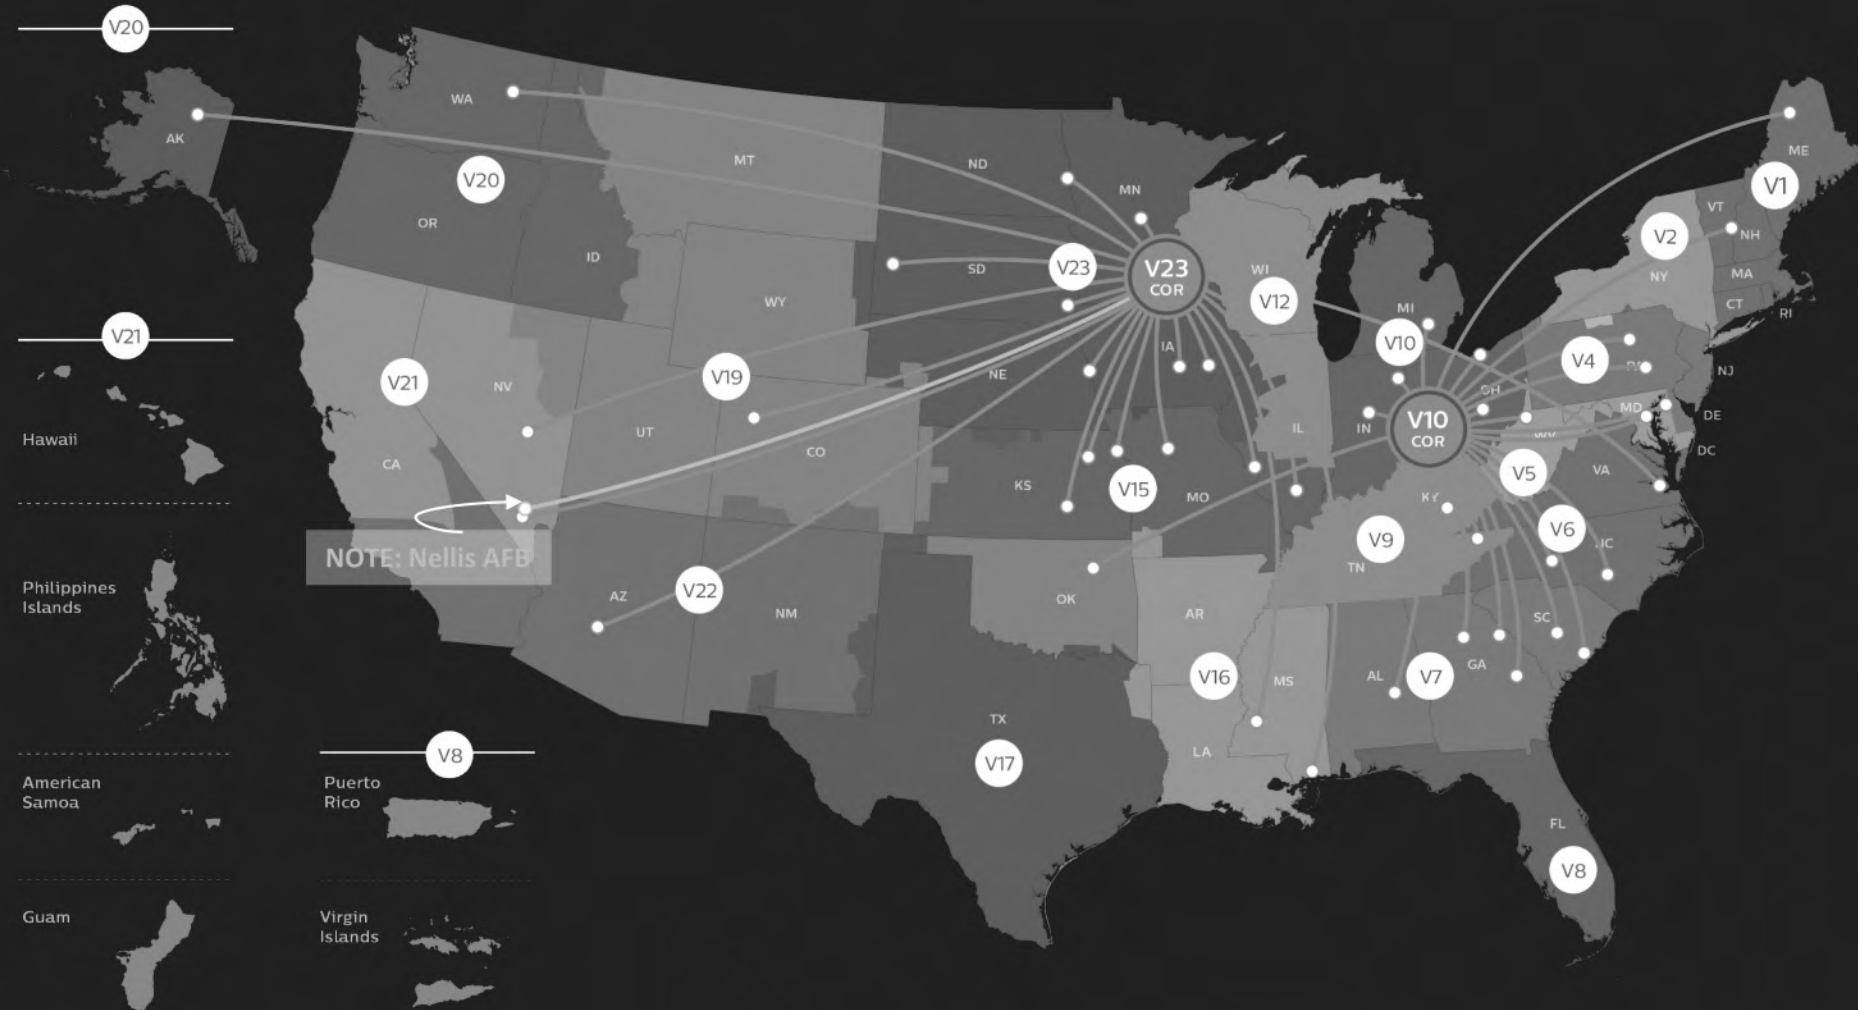 V20
AK
V21
Hawaii
Philippines
Islands
American
Samoa
Guam
V8
Puerto
Rico
Virgin
Islands
WA
V20
OR
ID
MT
ND
MN
ME
V1
VT
NH
V2
NY
MA
CT
RI
SD
V23
V23
COR
WI
V12
MI
V10
WY
V21
NV
V19
NE
IA
V4
PA
NJ
OH
V10
COR
MD
DE
DC
UT
CO
IL
IN
WV
CA
KS
V15
MO
KY
V5
VA
NOTE: Nellis AFB
V9
V6
NC
TN
AZ
V22
NM
OK
AR
SC
V16
MS
AL
V7
GA
TX
V17
LA
FL
V8